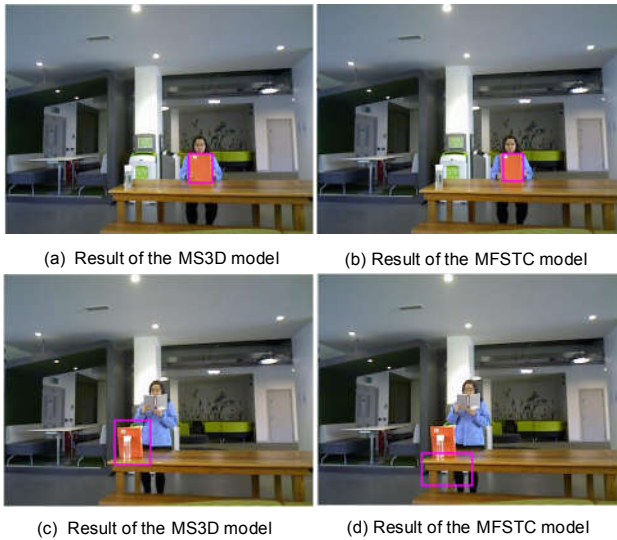 (a) Result of the MS3D model
(b) Result of the MFSTC model
(c) Result of the MS3D model
(d) Result of the MFSTC model